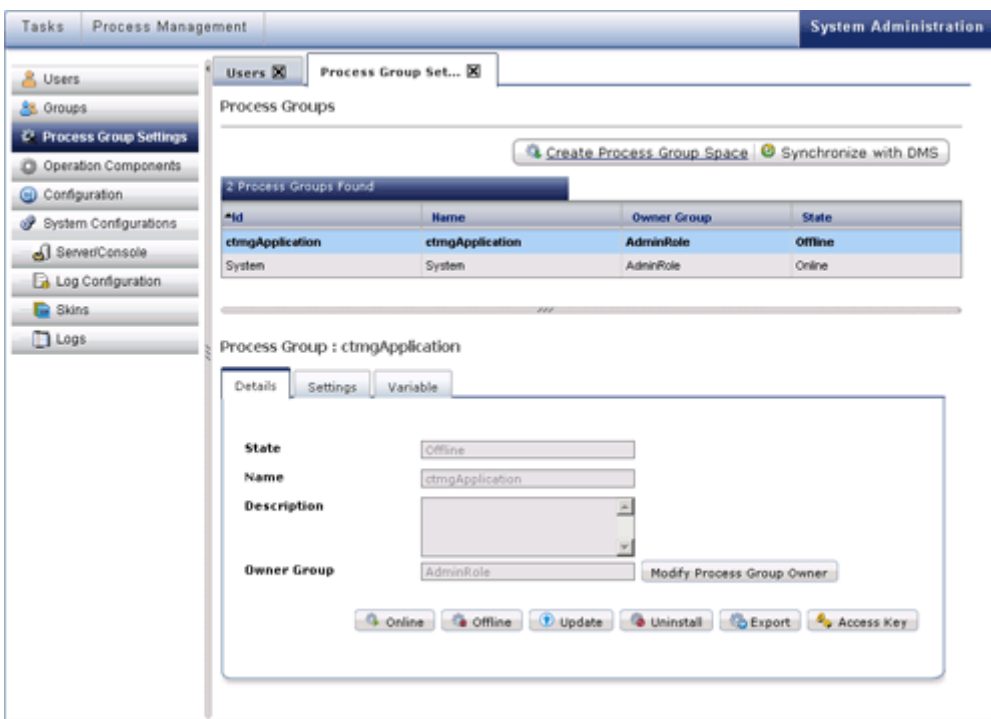 Tasks Process Management System Administration
Users
Groups
Process Group Settings
Operation Components
Configuration
System Configurations
Server/Console
Log Configuration
Skins
Logs
Users Process Group Set...
Process Groups
Create Process Group Space Synchronize with DMS
2 Process Groups Found
Id Name Owner Group State
ctmgApplication ctmgApplication AdminRole Offline
System System AdminRole Online
Process Group : ctmgApplication
Details Settings Variable
State Offline
Name ctmgApplication
Description
Owner Group AdminRole Modify Process Group Owner
Online Offline Update Uninstall Export Access Key